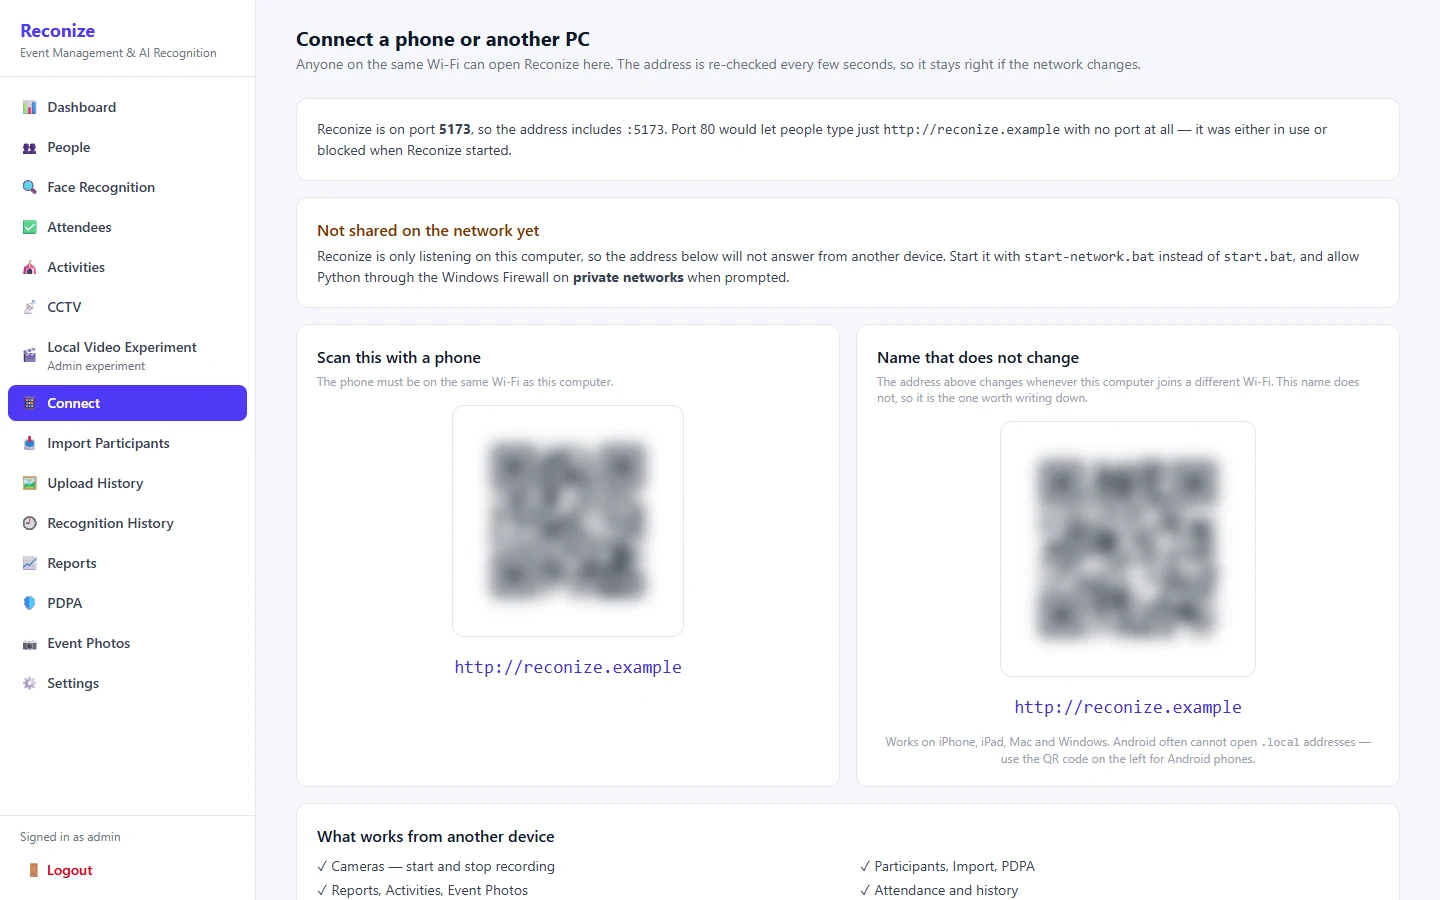 Reconize
Event Management & AI Recognition
Dashboard
People
Face Recognition
Attendees
Activities
CCTV
Local Video Experiment
Admin experiment
Connect
Import Participants
Upload History
Recognition History
Reports
PDPA
Event Photos
Settings
Signed in as admin
Logout
Connect a phone or another PC
Anyone on the same Wi-Fi can open Reconize here. The address is re-checked every few seconds, so it stays right if the network changes.
Reconize is on port 5173, so the address includes :5173. Port 80 would let people type just http://reconize.example with no port at all — it was either in use or
blocked when Reconize started.
Not shared on the network yet
Reconize is only listening on this computer, so the address below will not answer from another device. Start it with start-network.bat instead of start.bat, and allow
Python through the Windows Firewall on private networks when prompted.
Scan this with a phone
The phone must be on the same Wi-Fi as this computer.
http://reconize.example
Name that does not change
The address above changes whenever this computer joins a different Wi-Fi. This name does
not, so it is the one worth writing down.
http://reconize.example
Works on iPhone, iPad, Mac and Windows. Android often cannot open .local addresses —
use the QR code on the left for Android phones.
What works from another device
✓ Cameras — start and stop recording
✓ Participants, Import, PDPA
✓ Reports, Activities, Event Photos
✓ Attendance and history